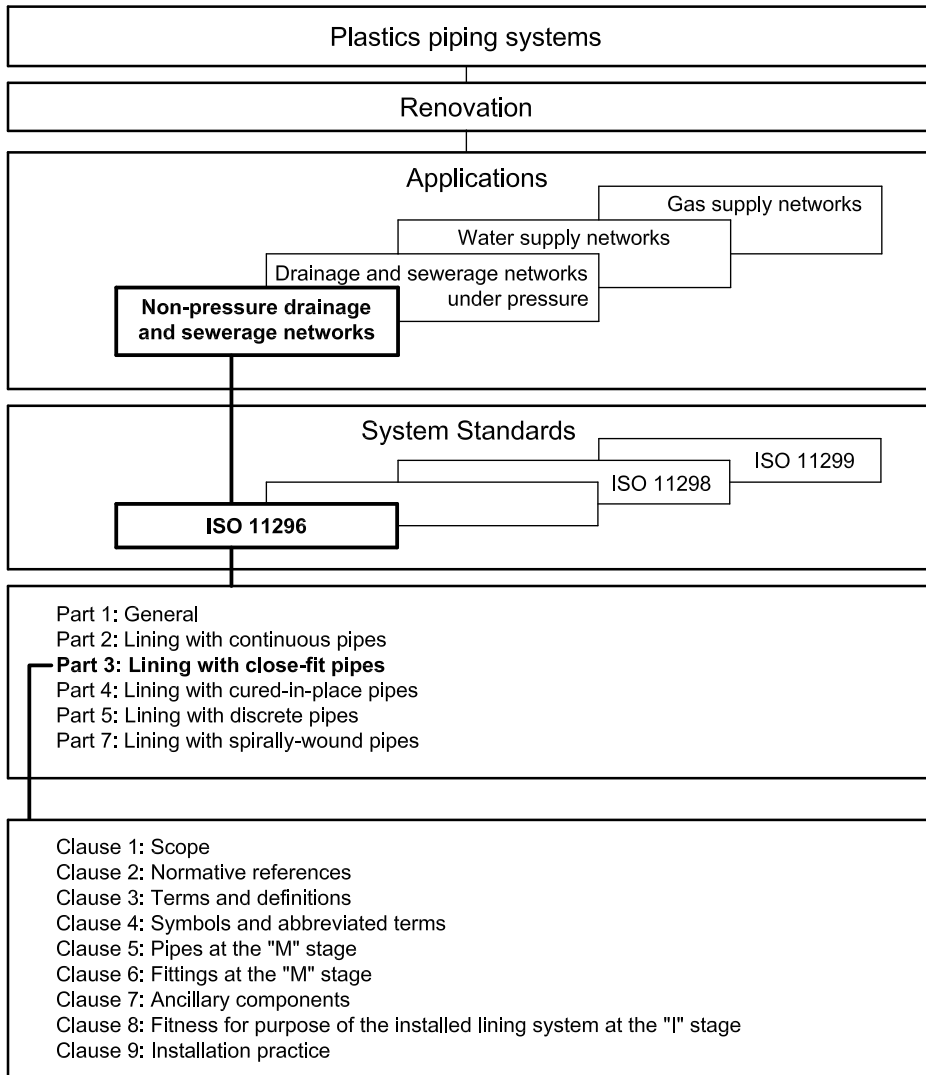 Plastics piping systems
Renovation
Applications
Gas supply networks
Water supply networks
Drainage and sewerage networks
under pressure
Non-pressure drainage
and sewerage networks
System Standards
ISO 11299
ISO 11298
ISO 11296
Part 1: General
Part 2: Lining with continuous pipes
Part 3: Lining with close-fit pipes
Part 4: Lining with cured-in-place pipes
Part 5: Lining with discrete pipes
Part 7: Lining with spirally-wound pipes
Clause 1: Scope
Clause 2: Normative references
Clause 3: Terms and definitions
Clause 4: Symbols and abbreviated terms
Clause 5: Pipes at the "M" stage
Clause 6: Fittings at the "M" stage
Clause 7: Ancillary components
Clause 8: Fitness for purpose of the installed lining system at the "I" stage
Clause 9: Installation practice